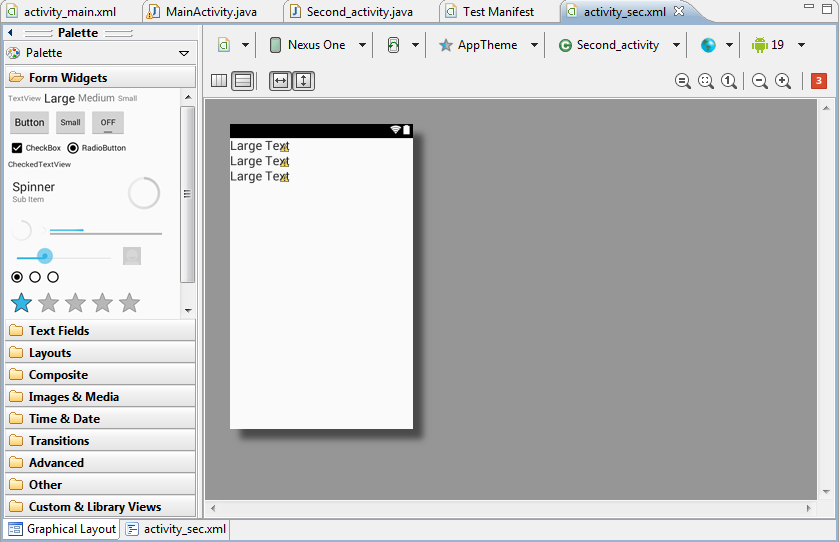 activity_main.xml MainActivity.java Second_activity.java Test Manifest activity_sec.xml
Palette
Palette
Nexus One AppTheme Second_activity 19
Form Widgets
3
TextView Large Medium Small
Button Small OFF
CheckBox RadioButton
CheckedTextView
Spinner
Sub Item
Text Fields
Layouts
Composite
Images & Media
Time & Date
Transitions
Advanced
Other
Custom & Library Views
Large Text
Large Text
Large Text
Graphical Layout activity_sec.xml